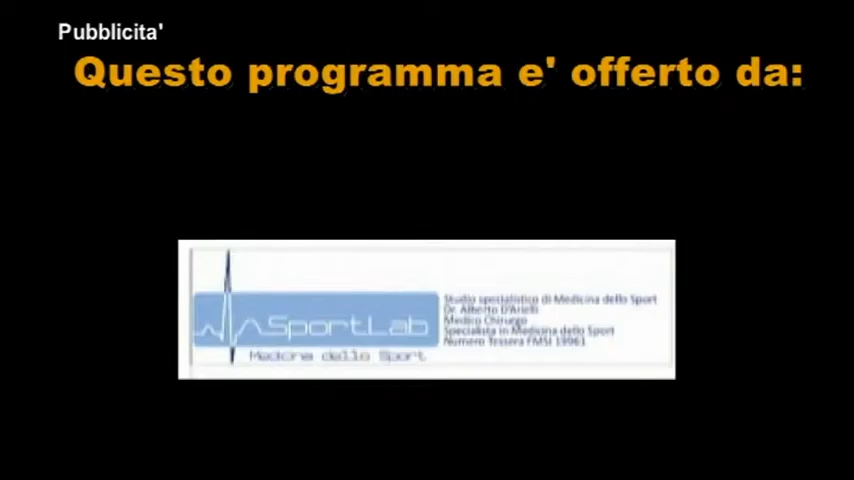 Pubblicita'
Questo programma e' offerto da:
SportLab
Medicina dello Sport
Studio specialistico di Medicina dello Sport
Dr. Alberto D'Arielli
Medico Chirurgo
Specialista in Medicina dello Sport
Numero Tessera FMSI